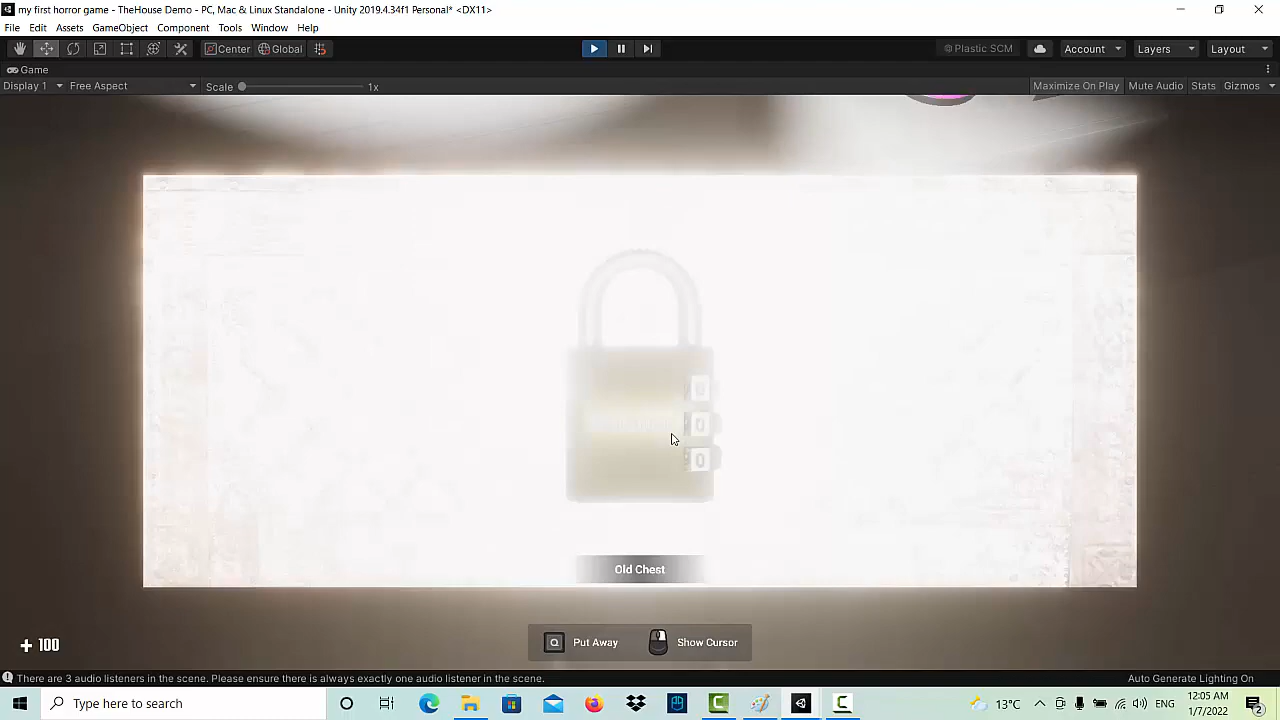 my first horror game - TheHouse Demo - PC, Mac & Linux Standalone - Unity 2019.4.34f1 Personal* <DX11>
File Edit Assets GameObject Component Tools Window Help
Center Global Plastic SCM Account Layers Layout
Game
Display 1 Free Aspect Scale 1x Maximize On Play Mute Audio Stats Gizmos
0
0
Old Chest
+ 100 Q Put Away Show Cursor
There are 3 audio listeners in the scene. Please ensure there is always exactly one audio listener in the scene. Auto Generate Lighting On
Type here to search 13°C ENG 12:05 AM
1/7/2022 2